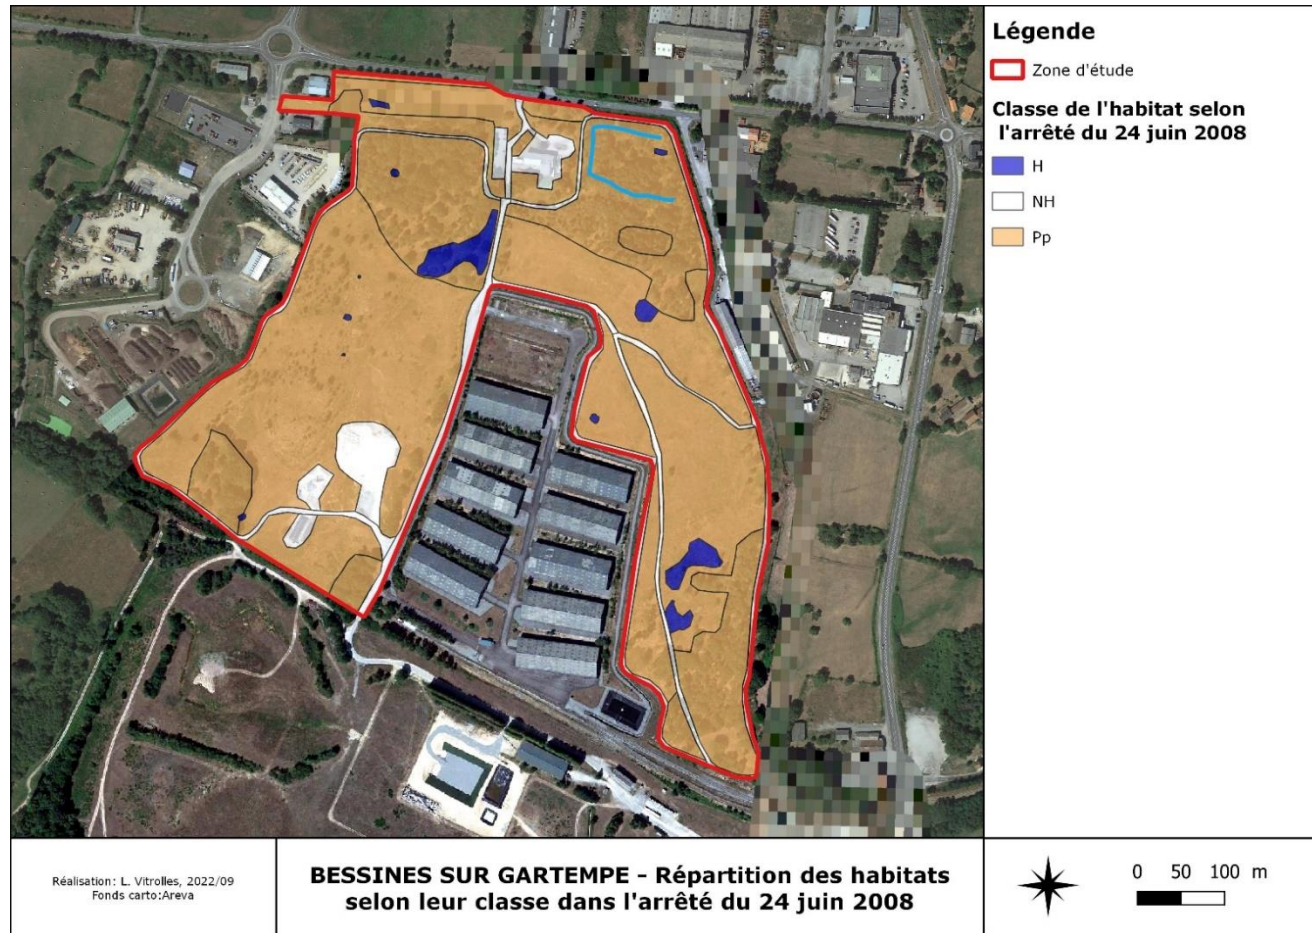 Légende
Zone d'étude
Classe de l'habitat selon
l'arrêté du 24 juin 2008
H
NH
Pp
Réalisation: L. Vitrolles, 2022/09
Fonds carto:Areva
BESSINES SUR GARTEMPE - Répartition des habitats
selon leur classe dans l'arrêté du 24 juin 2008
0 50 100 m